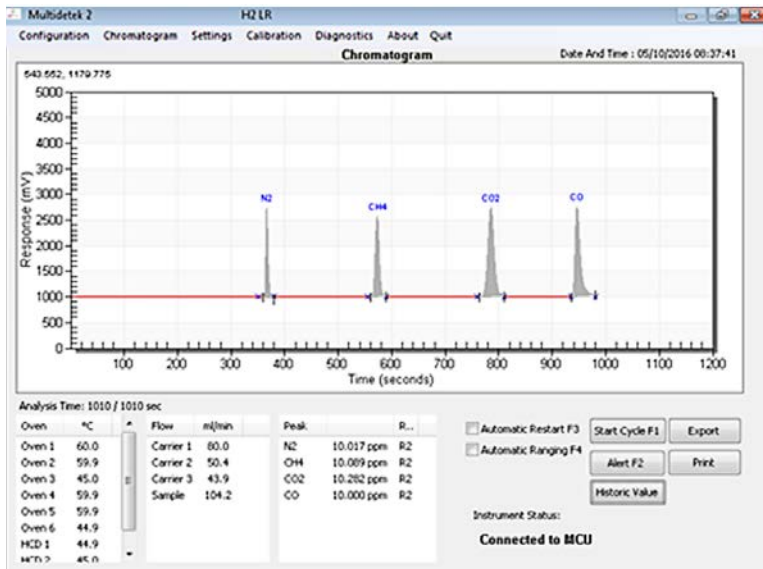 Multidetek 2 H2 LR
Configuration Chromatogram Settings Calibration Diagnostics About Quit
Chromatogram
Date And Time : 05/10/2016 08:37:41
543.552, 1179.775
5000
4500
4000
3500
3000
2500
2000
1500
1000
500
0
Response (mV)
N2 CH4 CO2 CO
100 200 300 400 500 600 700 800 900 1000 1100 1200
Time (seconds)
Analysis Time: 1010 / 1010 sec
Oven °C
Oven 1 60.0
Oven 2 59.9
Oven 3 45.0
Oven 4 59.9
Oven 5 59.9
Oven 6 44.9
HCD 1 44.9
HCD 2 45.0
Flow ml/min
Carrier 1 80.0
Carrier 2 50.4
Carrier 3 43.9
Sample 104.2
Peak R...
N2 10.017 ppm R2
CH4 10.089 ppm R2
CO2 10.282 ppm R2
CO 10.000 ppm R2
Automatic Restart F3
Automatic Ranging F4
Start Cycle F1 Export
Alert F2 Print
Historic Value
Instrument Status:
Connected to MCU